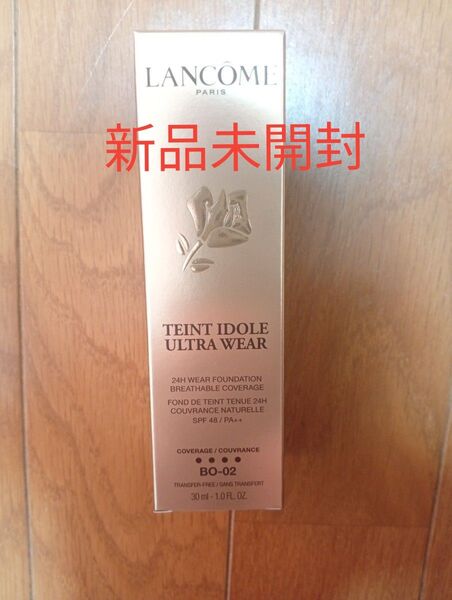 LANCÔME
PARIS
新品未開封
TEINT IDOLE
ULTRA WEAR
24H WEAR FOUNDATION
BREATHABLE COVERAGE
FOND DE TEINT TENUE 24H
COUVRANCE NATURELLE
SPF 48 / PA++
COVERAGE / COUVRANCE
BO-02
TRANSFER-FREE / SANS TRANSFERT
30 ml - 1.0 FL. OZ.